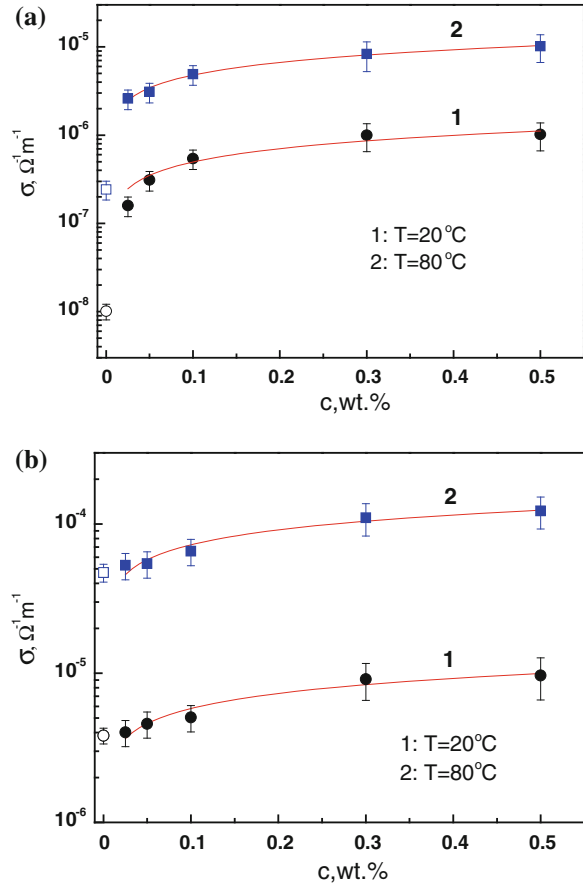 (a)
2
10⁻⁵
10⁻⁶
1
σ, Ω⁻¹m⁻¹
10⁻⁷
1: T=20°C
2: T=80°C
10⁻⁸
0 0.1 0.2 0.3 0.4 0.5
c,wt.%
(b)
2
10⁻⁴
σ, Ω⁻¹m⁻¹
1
10⁻⁵
1: T=20°C
2: T=80°C
10⁻⁶
0 0.1 0.2 0.3 0.4 0.5
c,wt.%